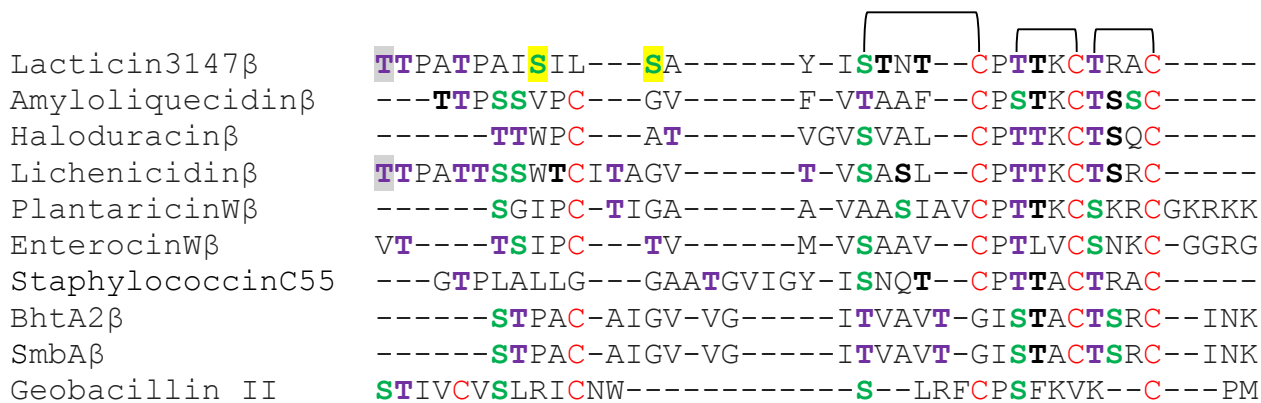 Lacticin3147β TTPATPAISIL---SA------Y-ISTNT--CPTTKCTRAC-----
Amyloliquecidinβ ---TTPSSVPC---GV------F-VTAAF--CPSTKCTSSC-----
Haloduracinβ ------TTWPC---AT------VGVSVAL--CPTTKCTSQC-----
Lichenicidinβ TTPATTSSWTCITAGV------T-VSASL--CPTTKCTSRC-----
PlantaricinWβ ------SGIPC-TIGA------A-VAASIAVCPTTKCSKRCGKRKK
EnterocinWβ VT----TSIPC---TV------M-VSAAV--CPTLVCSNKC-GGRG
StaphylococcinC55 ---GTPLALLG---GAATGVIGY-ISNQT--CPTTACTRAC-----
BhtA2β ------STPAC-AIGV-VG-----ITVAVT-GISTACTSRC--INK
SmbAβ ------STPAC-AIGV-VG-----ITVAVT-GISTACTSRC--INK
Geobacillin II STIVCVSLRICNW------------S--LRFCPSFKVK--C---PM